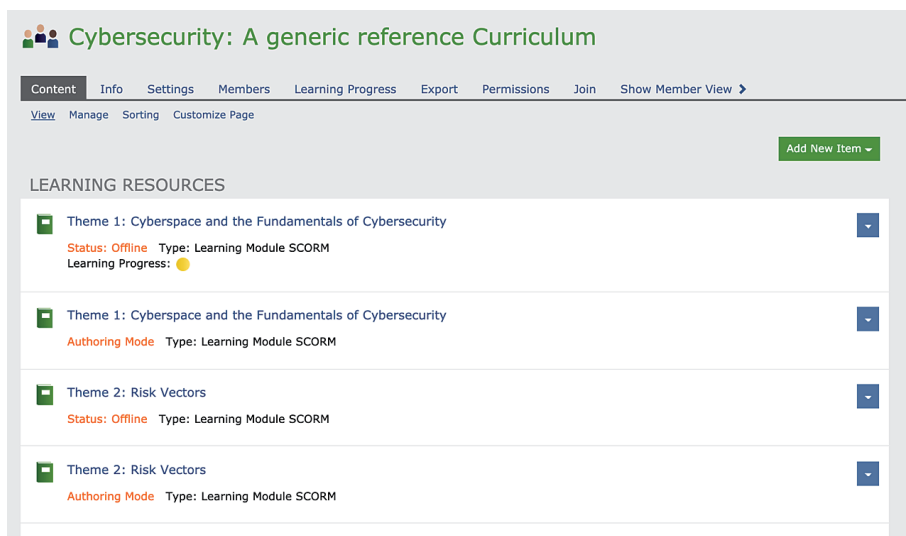 Cybersecurity: A generic reference Curriculum
Content Info Settings Members Learning Progress Export Permissions Join Show Member View
View Manage Sorting Customize Page
Add New Item
LEARNING RESOURCES
Theme 1: Cyberspace and the Fundamentals of Cybersecurity
Status: Offline Type: Learning Module SCORM
Learning Progress:
Theme 1: Cyberspace and the Fundamentals of Cybersecurity
Authoring Mode Type: Learning Module SCORM
Theme 2: Risk Vectors
Status: Offline Type: Learning Module SCORM
Theme 2: Risk Vectors
Authoring Mode Type: Learning Module SCORM